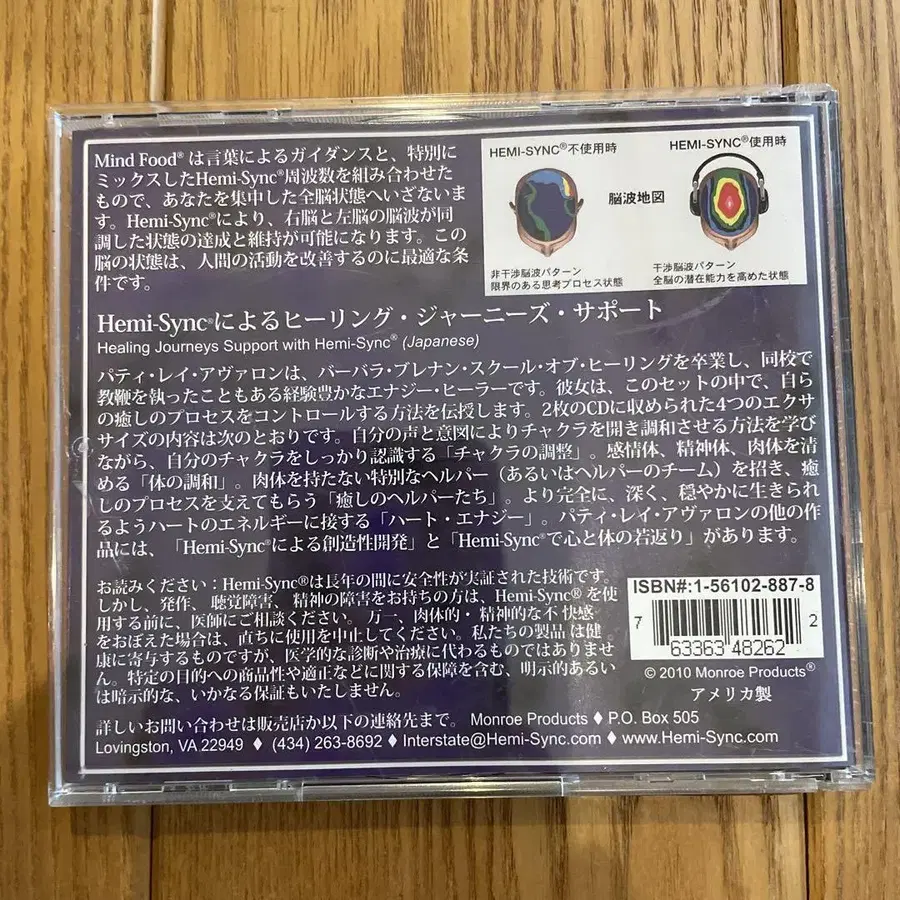 Mind Food® は言葉によるガイダンスと、特別に
ミックスしたHemi-Sync®周波数を組み合わせた
もので、あなたを集中した全脳状態へいざないま
す。Hemi-Sync®により、右脳と左脳の脳波が同
調した状態の達成と維持が可能になります。この
脳の状態は、人間の活動を改善するのに最適な条
件です。
HEMI-SYNC®不使用時
HEMI-SYNC®使用時
脳波地図
非干渉脳波パターン
限界のある思考プロセス状態
干渉脳波パターン
全脳の潜在能力を高めた状態
Hemi-Sync®によるヒーリング・ジャーニーズ・サポート
Healing Journeys Support with Hemi-Sync® (Japanese)
パティ・レイ・アヴァロンは、バーバラ・ブレナン・スクール・オブ・ヒーリングを卒業し、同校で
教鞭を執ったこともある経験豊かなエナジー・ヒーラーです。彼女は、このセットの中で、自ら
の癒しのプロセスをコントロールする方法を伝授します。2枚のCDに収められた4つのエクサ
サイズの内容は次のとおりです。自分の声と意図によりチャクラを開き調和させる方法を学び
ながら、自分のチャクラをしっかり認識する「チャクラの調整」。感情体、精神体、肉体を清
める「体の調和」。肉体を持たない特別なヘルパー（あるいはヘルパーのチーム）を招き、癒
しのプロセスを支えてもらう「癒しのヘルパーたち」。より完全に、深く、穏やかに生きられ
るようハートのエネルギーに接する「ハート・エナジー」。パティ・レイ・アヴァロンの他の作
品には、「Hemi-Sync®による創造性開発」と「Hemi-Sync®で心と体の若返り」があります。
お読みください：Hemi-Sync®は長年の間に安全性が実証された技術です。
しかし、発作、 聴覚障害、 精神の障害をお持ちの方は、Hemi-Sync® を使
用する前に、医師にご相談ください。 万一、肉体的・ 精神的な不 快感
をおぼえた場合は、直ちに使用を中止してください。私たちの製品 は健
康に寄与するものですが、医学的な診断や治療に代わるものではありませ
ん。特定の目的への商品性や適正などに関する保障を含む、明示的あるい
は暗示的な、いかなる保証もいたしません。
ISBN#:1-56102-887-8
7 63363 48262 2
© 2010 Monroe Products®
アメリカ製
詳しいお問い合わせは販売店か以下の連絡先まで。 Monroe Products ♦ P.O. Box 505
Lovingston, VA 22949 ♦ (434) 263-8692 ♦ Interstate@Hemi-Sync.com ♦ www.Hemi-Sync.com